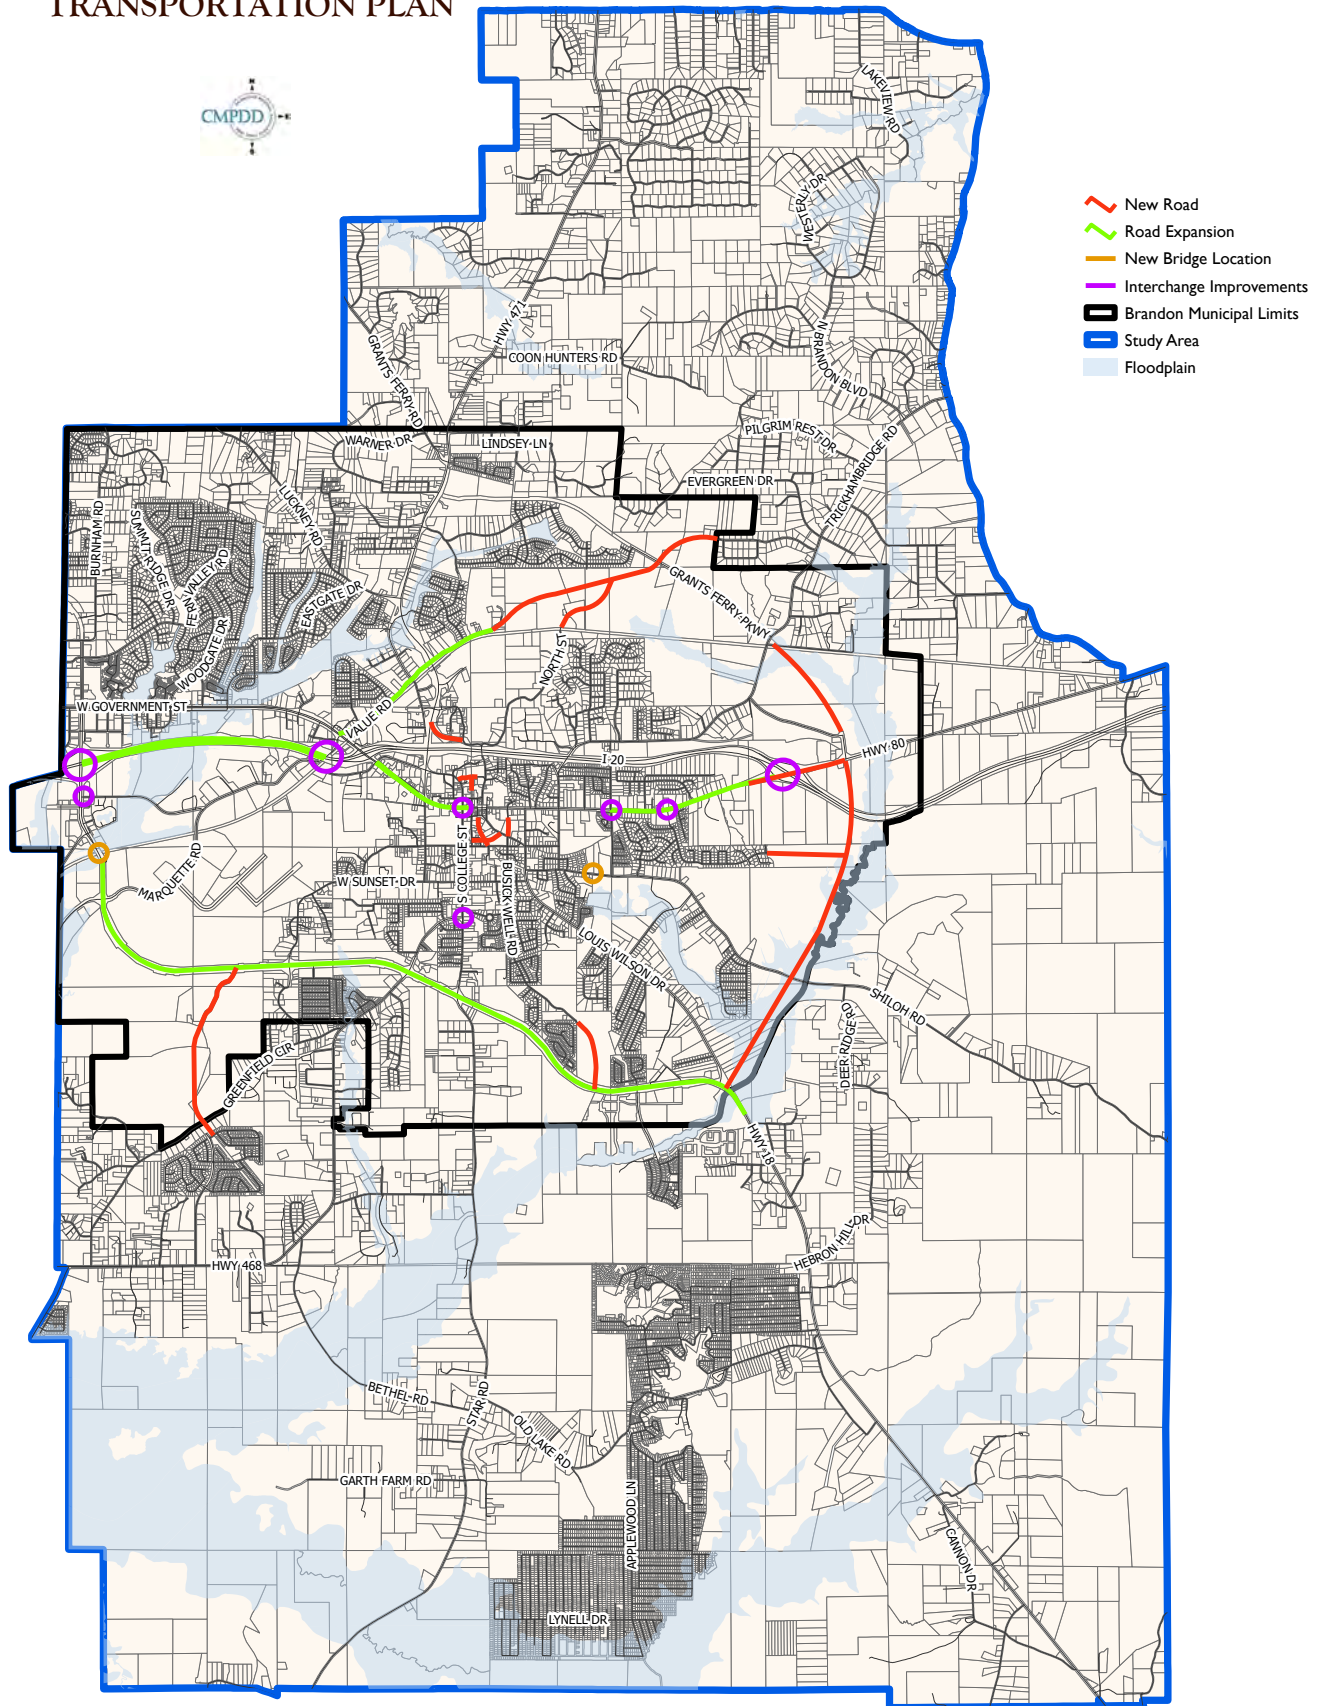 TRANSPORTATION PLAN
CMPDD
N
E
S
New Road
Road Expansion
New Bridge Location
Interchange Improvements
Brandon Municipal Limits
Study Area
Floodplain
LAKEVIEW RD
WESTERLY DR
HWY 471
COON HUNTERS RD
GRANTS FERRY RD
N BRANDON BLVD
WARNER DR
LINDSEY LN
PILGRIM REST DR
TRICKHAMBRIDGE RD
EVERGREEN DR
BURNHAM RD
SUMMIT RIDGE DR
LUCKNEY RD
VALLEY RD
EASTGATE DR
WOODGATE DR
GRANTS FERRY PKWY
NORTH ST
W GOVERNMENT ST
VALUE RD
I 20
HWY 80
MARQUETTE RD
W SUNSET DR
S COLLEGE ST
BUSICK WELL RD
LOUIS WILSON DR
SHILOH RD
DEER RIDGE RD
GREENFIELD CIR
HWY 18
HEBRON HILL DR
HWY 468
BETHEL RD
STAR RD
OLD LAKE RD
GARTH FARM RD
APPLEWOOD LN
CANNON DR
LYNELL DR